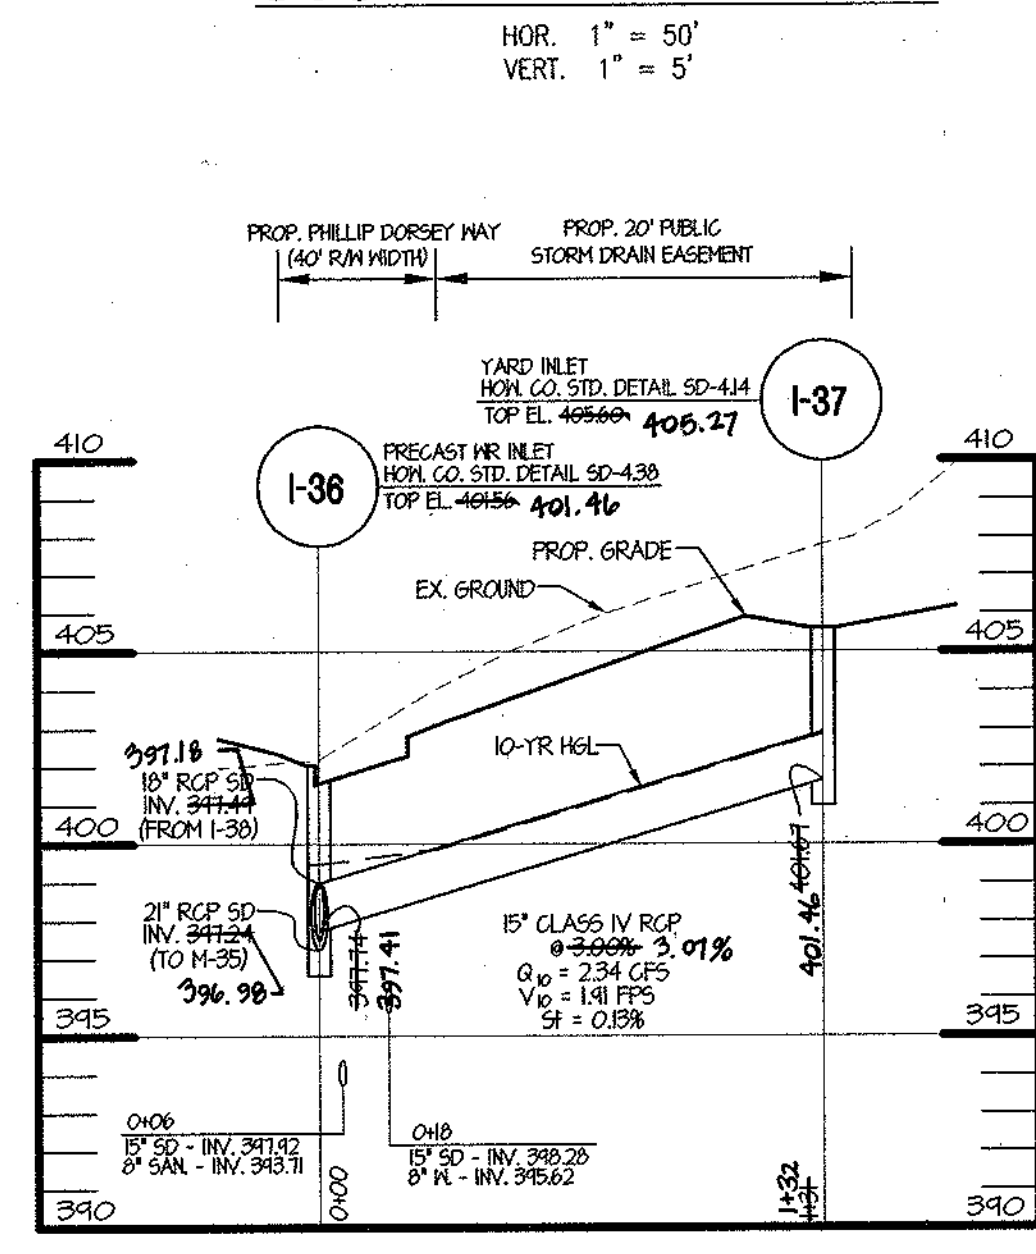 HOR. 1" = 50'
VERT. 1" = 5'
PROP. PHILLIP DORSEY WAY
(40' R/W WIDTH)
PROP. 20' PUBLIC
STORM DRAIN EASEMENT
YARD INLET
HOW. CO. STD. DETAIL SD-4.14
TOP EL. 405.60 405.27
I-37
I-36
PRECAST WR INLET
HOW. CO. STD. DETAIL SD-4.38
TOP EL. 401.56 401.46
410
410
PROP. GRADE
EX. GROUND
405
405
397.18
18" RCP SD
INV. 397.49
(FROM I-38)
10-YR HGL
400
400
21" RCP SD
INV. 397.24
(TO M-35)
396.98
397.74
397.41
15" CLASS IV RCP
@ 3.00% 3.07%
Q10 = 2.34 CFS
V10 = 1.91 FPS
Sf = 0.13%
401.67
401.46
395
395
0+06
15" SD - INV. 397.92
8" SAN. - INV. 393.71
0+18
15" SD - INV. 398.28
8" W. - INV. 395.62
0+00
1+32
1+31
390
390